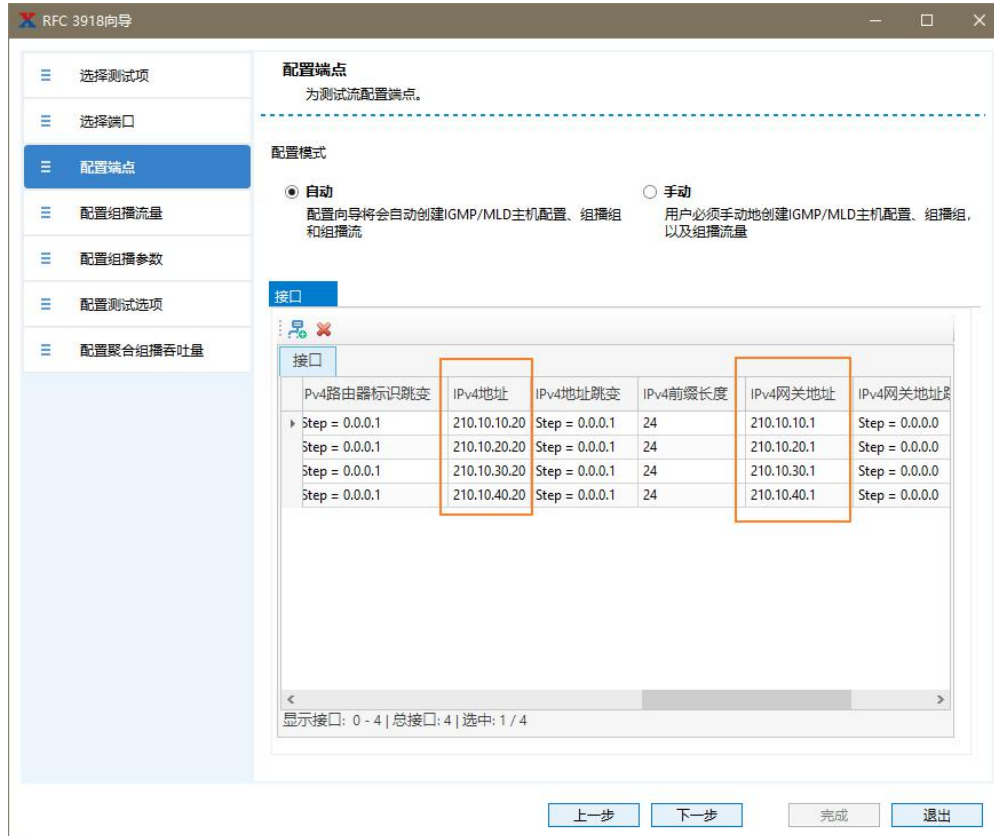 RFC 3918向导
选择测试项
选择端口
配置端点
配置组播流量
配置组播参数
配置测试选项
配置聚合组播吞吐量
配置端点
为测试流配置端点。
配置模式
自动
配置向导将会自动创建IGMP/MLD主机配置、组播组
和组播流
手动
用户必须手动地创建IGMP/MLD主机配置、组播组,
以及组播流量
接口
接口
Pv4路由器标识跳变 IPv4地址 IPv4地址跳变 IPv4前缀长度 IPv4网关地址 IPv4网关地址跳
Step = 0.0.0.1 210.10.10.20 Step = 0.0.0.1 24 210.10.10.1 Step = 0.0.0.0
Step = 0.0.0.1 210.10.20.20 Step = 0.0.0.1 24 210.10.20.1 Step = 0.0.0.0
Step = 0.0.0.1 210.10.30.20 Step = 0.0.0.1 24 210.10.30.1 Step = 0.0.0.0
Step = 0.0.0.1 210.10.40.20 Step = 0.0.0.1 24 210.10.40.1 Step = 0.0.0.0
显示接口: 0 - 4 | 总接口: 4 | 选中: 1 / 4
上一步 下一步 完成 退出